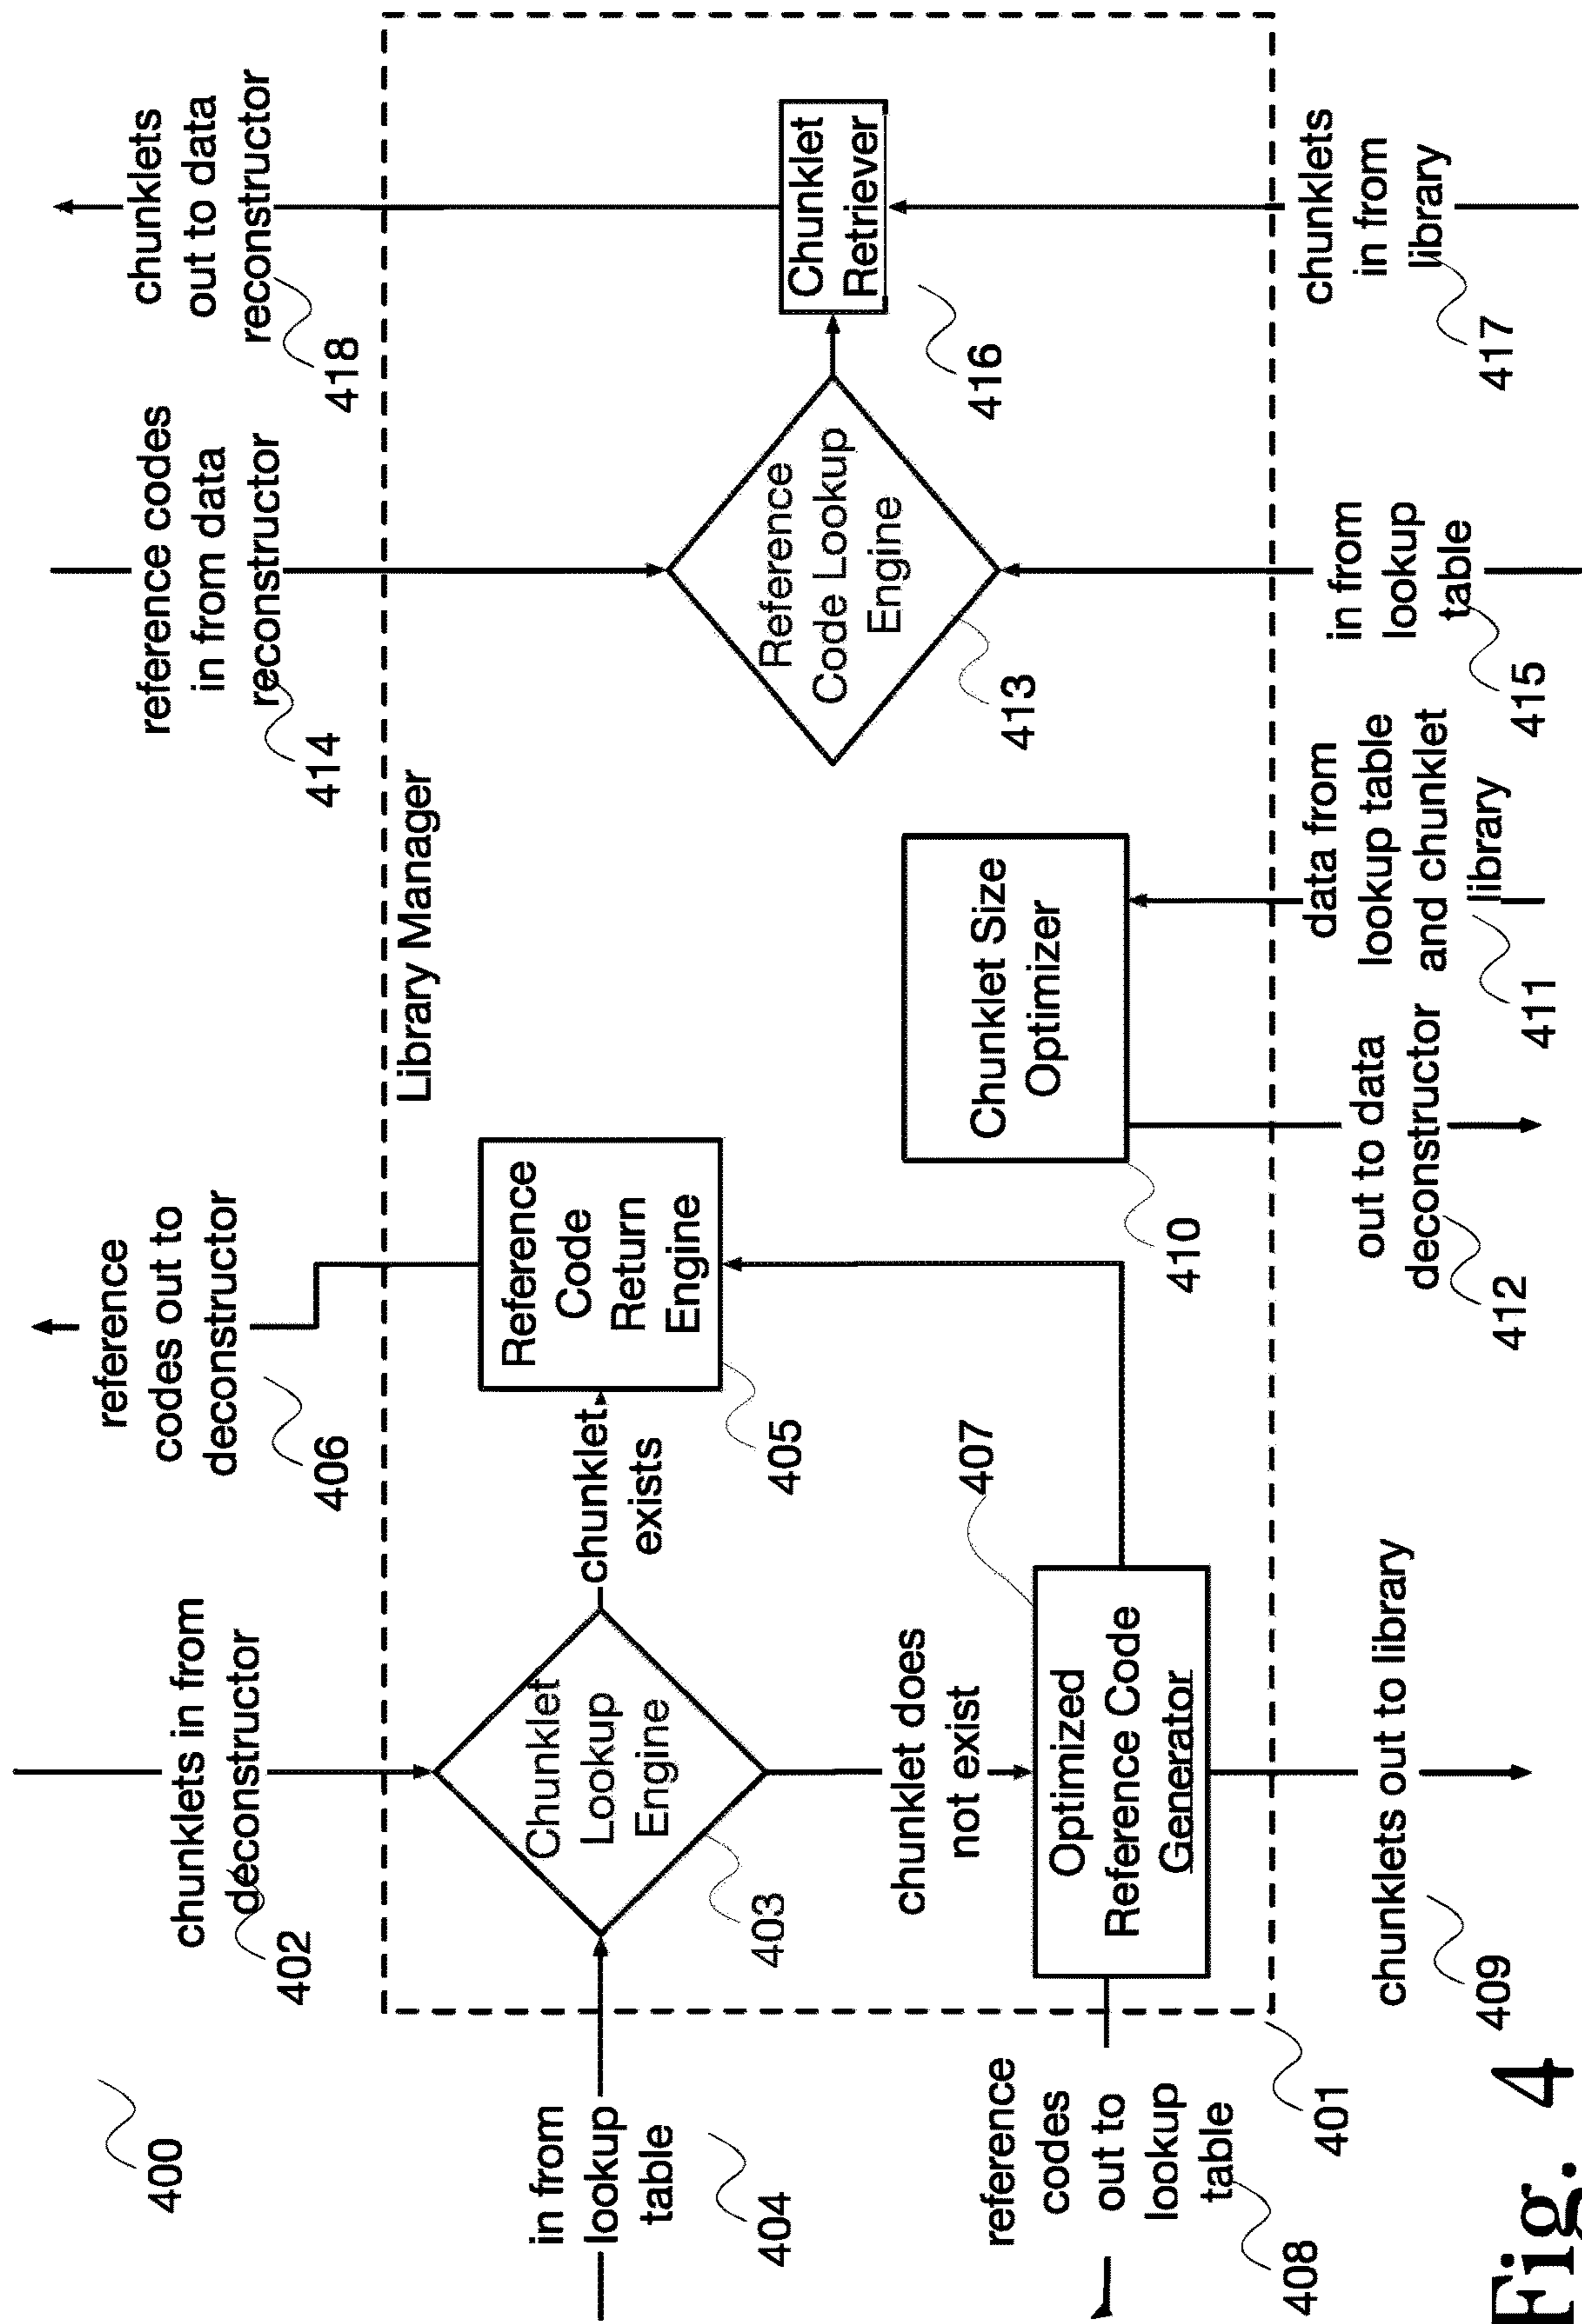 400
chunklets in from
deconstructor
402
reference
codes out to
deconstructor
406
reference codes
in from data
reconstructor
414
chunklets
out to data
reconstructor
418
Library Manager
in from
lookup
table
404
Chunklet
Lookup
Engine
403
chunklet
exists
Reference
Code
Return
Engine
405
chunklet does
not exist
407
Optimized
Reference Code
Generator
reference
codes
out to
lookup
table
408
401
chunklets out to library
409
Chunklet Size
Optimizer
410
out to data
deconstructor
412
data from
lookup table
and chunklet
library
411
Reference
Code Lookup
Engine
413
in from
lookup
table
415
Chunklet
Retriever
416
chunklets
in from
library
417
Fig. 4